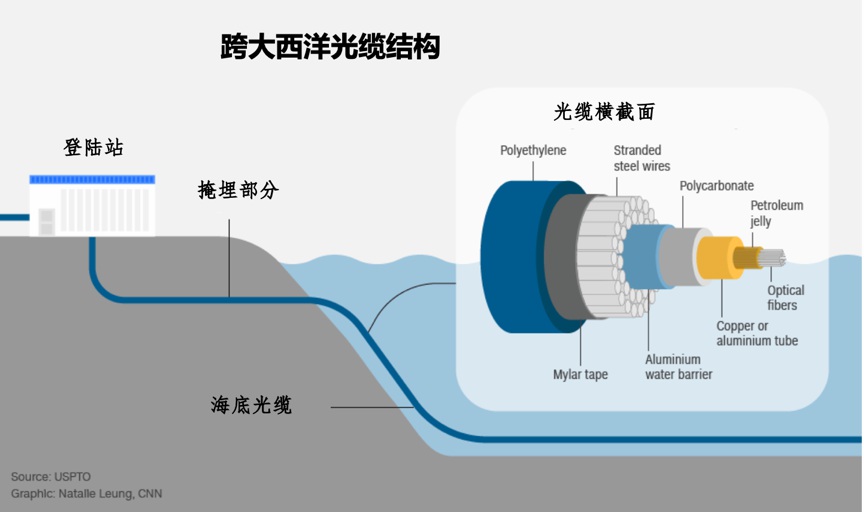 跨大西洋光缆结构
光缆横截面
登陆站
掩埋部分
海底光缆
Polyethylene
Stranded
steel wires
Polycarbonate
Petroleum
jelly
Optical
fibers
Copper or
aluminium tube
Aluminium
water barrier
Mylar tape
Source: USPTO
Graphic: Natalie Leung, CNN